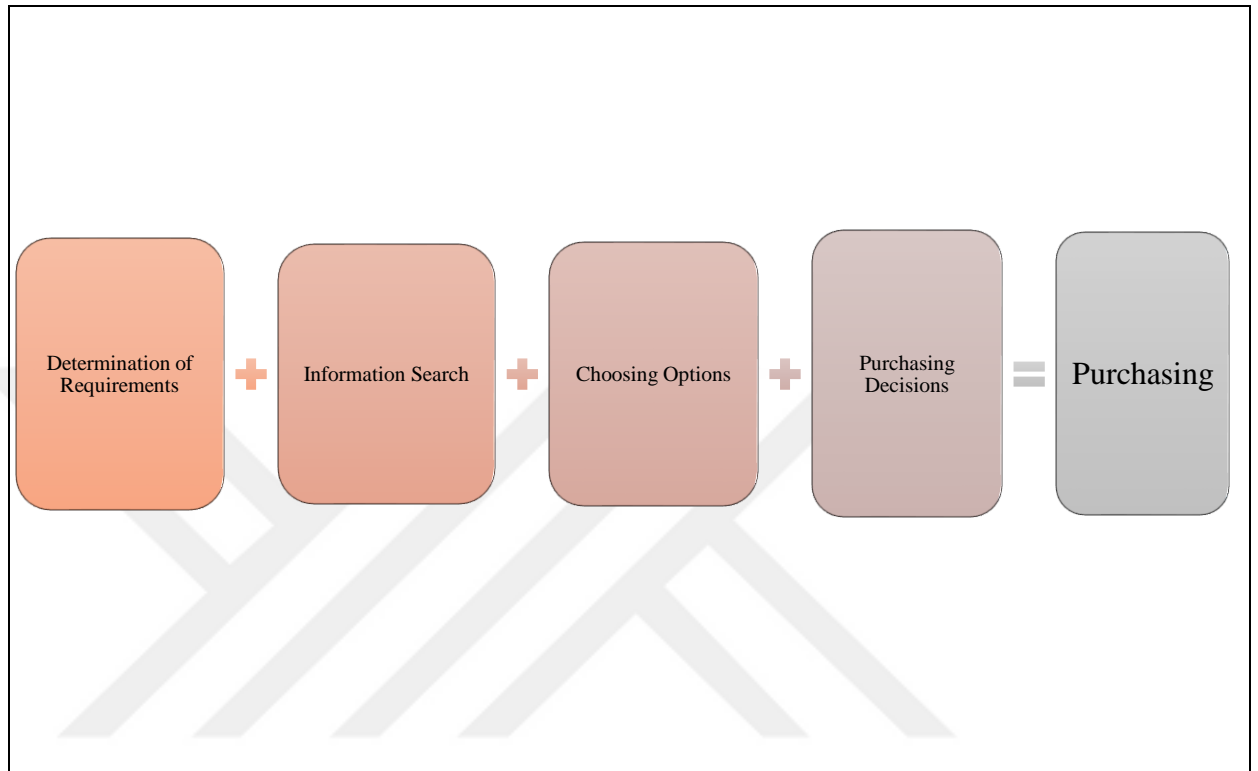 Determination of
Requirements
Information Search
Choosing Options
Purchasing
Decisions
Purchasing